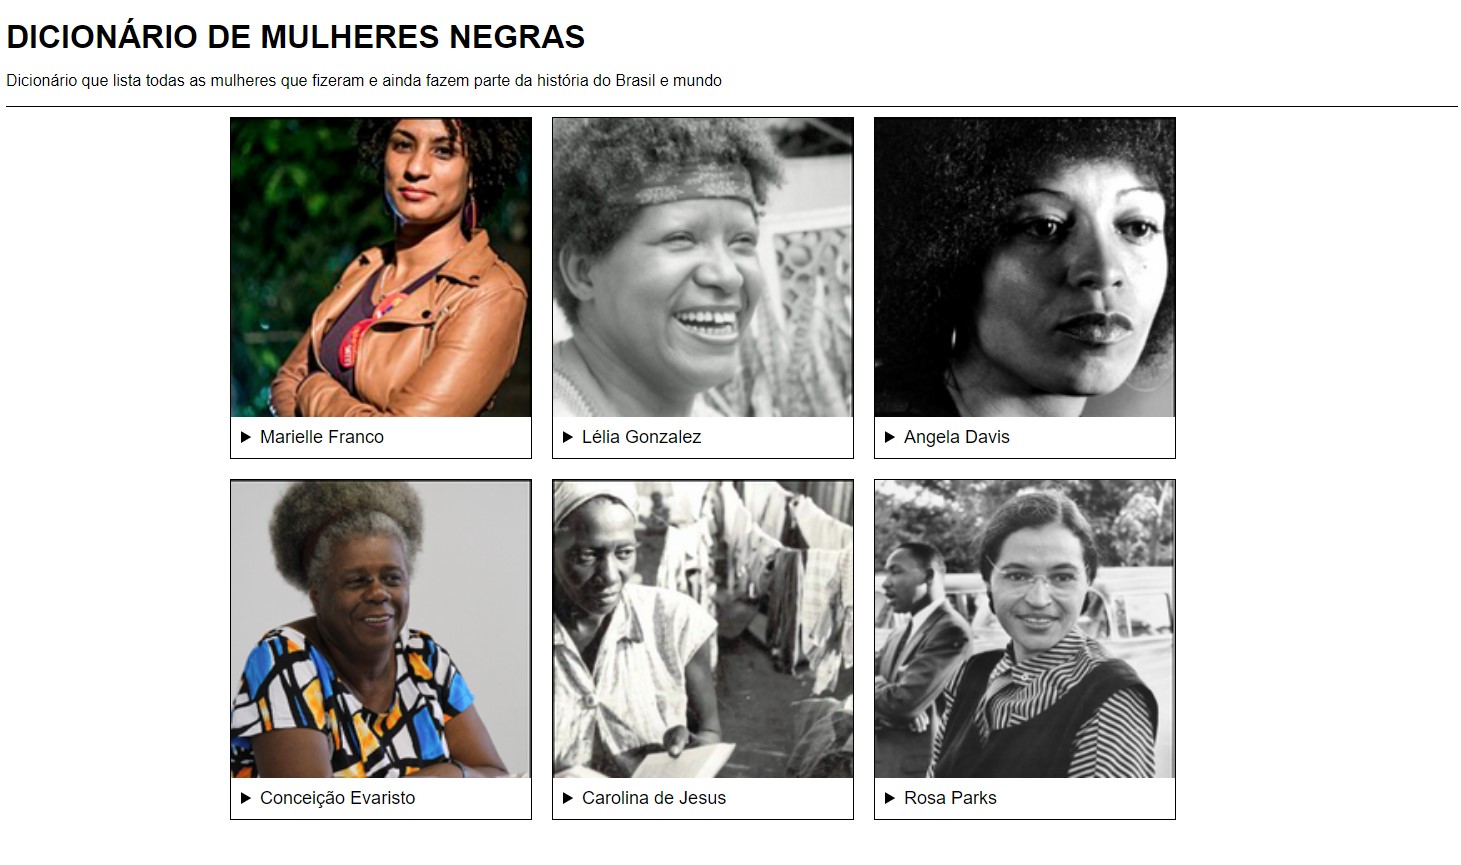 DICIONÁRIO DE MULHERES NEGRAS
Dicionário que lista todas as mulheres que fizeram e ainda fazem parte da história do Brasil e mundo
Marielle Franco
Lélia Gonzalez
Angela Davis
Conceição Evaristo
Carolina de Jesus
Rosa Parks